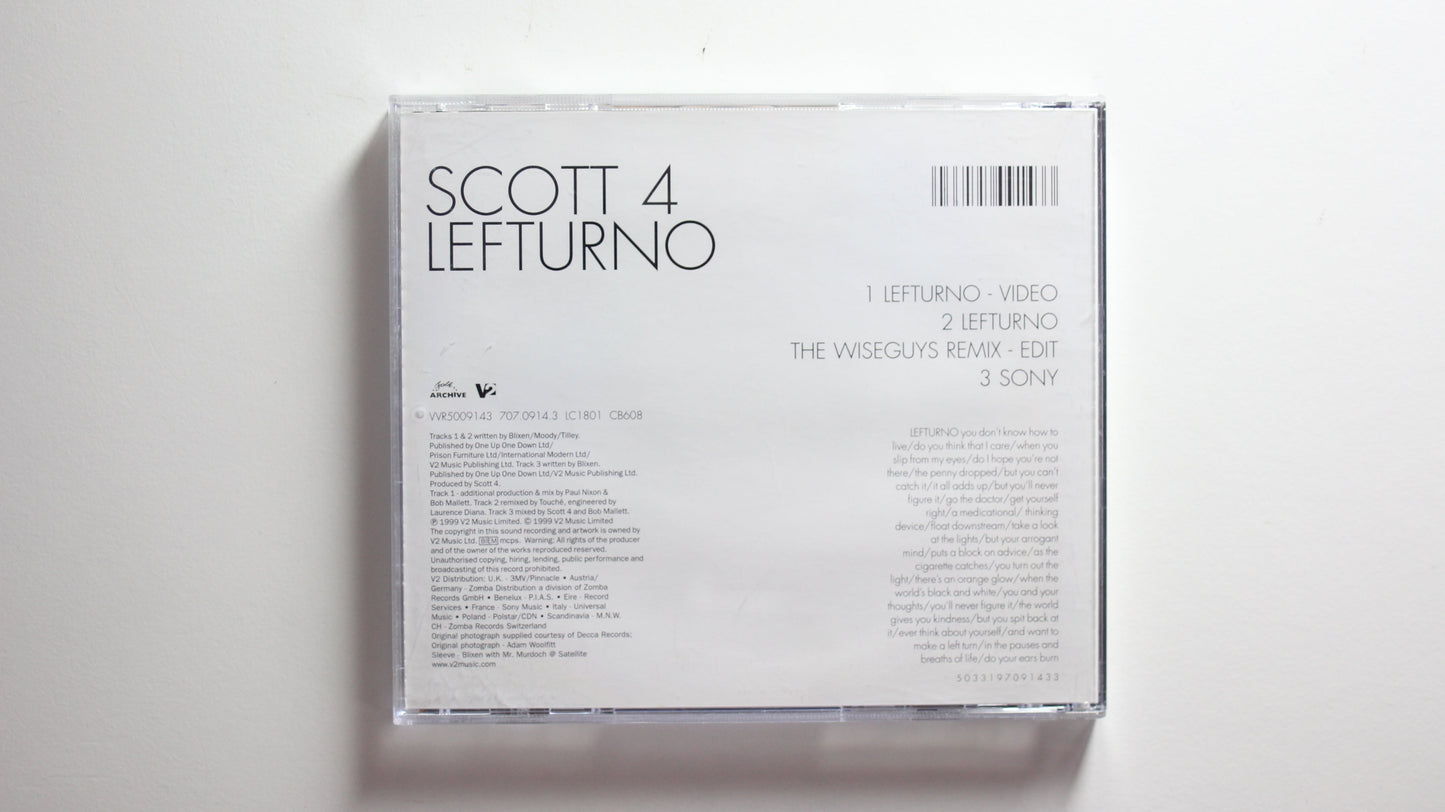 SCOTT 4
LEFTURNO
1 LEFTURNO - VIDEO
2 LEFTURNO
THE WISEGUYS REMIX - EDIT
3 SONY
ARCHIVE V2
VVR5009143 707.0914.3 LC1801 CB608
Tracks 1 & 2 written by Blixen/Moody/Tilley.
Published by One Up One Down Ltd/
Prison Furniture Ltd/International Modern Ltd/
V2 Music Publishing Ltd. Track 3 written by Blixen.
Published by One Up One Down Ltd/V2 Music Publishing Ltd.
Produced by Scott 4.
Track 1 - additional production & mix by Paul Nixon &
Bob Mallett. Track 2 remixed by Touché, engineered by
Laurence Diana. Track 3 mixed by Scott 4 and Bob Mallett.
℗ 1999 V2 Music Limited. © 1999 V2 Music Limited
The copyright in this sound recording and artwork is owned by
V2 Music Ltd. BIEM mcps. Warning: All rights of the producer
and of the owner of the works reproduced reserved.
Unauthorised copying, hiring, lending, public performance and
broadcasting of this record prohibited.
V2 Distribution: U.K. - 3MV/Pinnacle • Austria/
Germany - Zomba Distribution a division of Zomba
Records GmbH • Benelux - P.I.A.S. • Eire - Record
Services • France - Sony Music • Italy - Universal
Music • Poland - Polstar/CDN • Scandinavia - M.N.W.
CH - Zomba Records Switzerland
Original photograph supplied courtesy of Decca Records;
Original photograph - Adam Woolfitt
Sleeve - Blixen with Mr. Murdoch @ Satellite
www.v2music.com
LEFTURNO you don't know how to
live/do you think that I care/when you
slip from my eyes/do I hope you're not
there/the penny dropped/but you can't
catch it/it all adds up/but you'll never
figure it/go the doctor/get yourself
right/a medicational/ thinking
device/float downstream/take a look
at the lights/but your arrogant
mind/puts a block on advice/as the
cigarette catches/you turn out the
light/there's an orange glow/when the
world's black and white/you and your
thoughts/you'll never figure it/the world
gives you kindness/but you spit back at
it/ever think about yourself/and want to
make a left turn/in the pauses and
breaths of life/do your ears burn
5033197091433